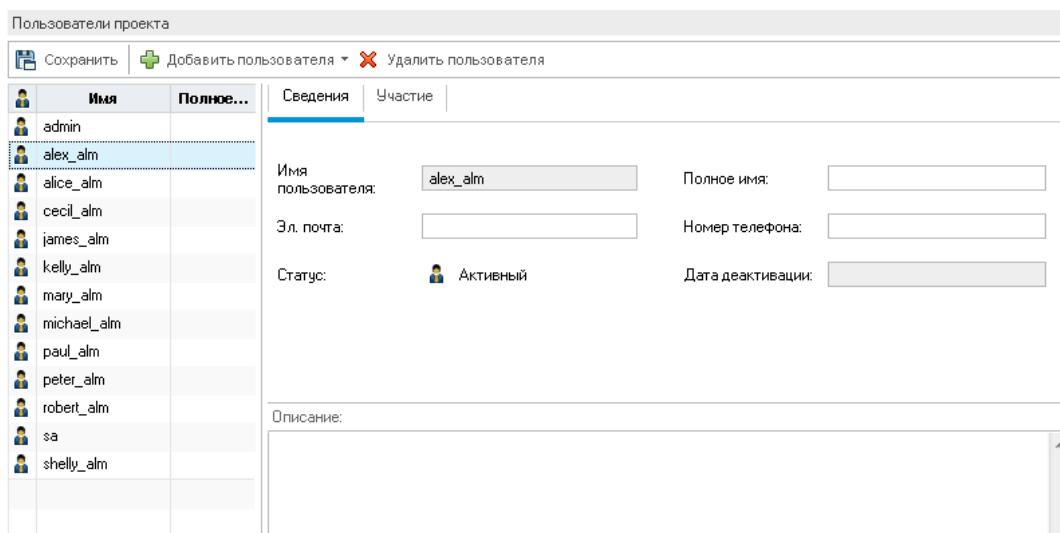 Пользователи проекта
Сохранить Добавить пользователя Удалить пользователя
Имя Полное... Сведения Участие
admin
alex_alm
alice_alm
cecil_alm
james_alm
kelly_alm
mary_alm
michael_alm
paul_alm
peter_alm
robert_alm
sa
shelly_alm
Имя пользователя: alex_alm Полное имя:
Эл. почта: Номер телефона:
Статус: Активный Дата деактивации:
Описание: